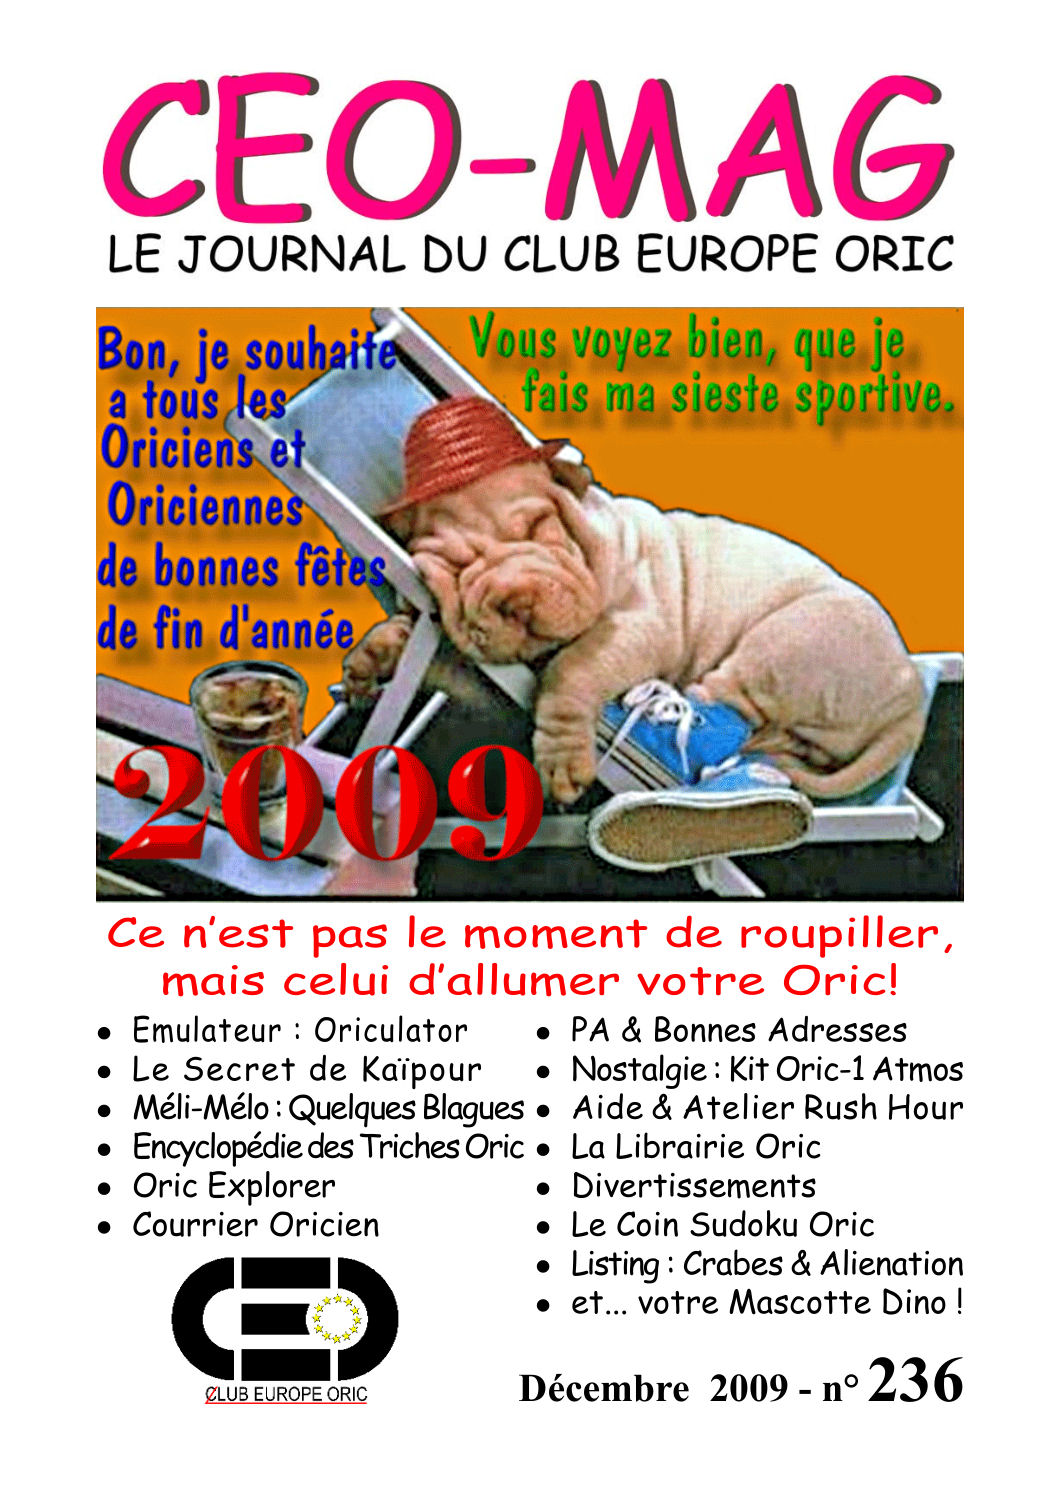 CEO-MAG
LE JOURNAL DU CLUB EUROPE ORIC
Bon, je souhaite
a tous les
Oriciens et
Oriciennes
de bonnes fêtes
de fin d'année
Vous voyez bien, que je
fais ma sieste sportive.
2009
Ce n'est pas le moment de roupiller,
mais celui d'allumer votre Oric!
• Emulateur : Oriculator
• Le Secret de Kaïpour
• Méli-Mélo : Quelques Blagues
• Encyclopédie des Triches Oric
• Oric Explorer
• Courrier Oricien
• PA & Bonnes Adresses
• Nostalgie : Kit Oric-1 Atmos
• Aide & Atelier Rush Hour
• La Librairie Oric
• Divertissements
• Le Coin Sudoku Oric
• Listing : Crabes & Alienation
• et... votre Mascotte Dino !
CEO
CLUB EUROPE ORIC
Décembre 2009 - n° 236